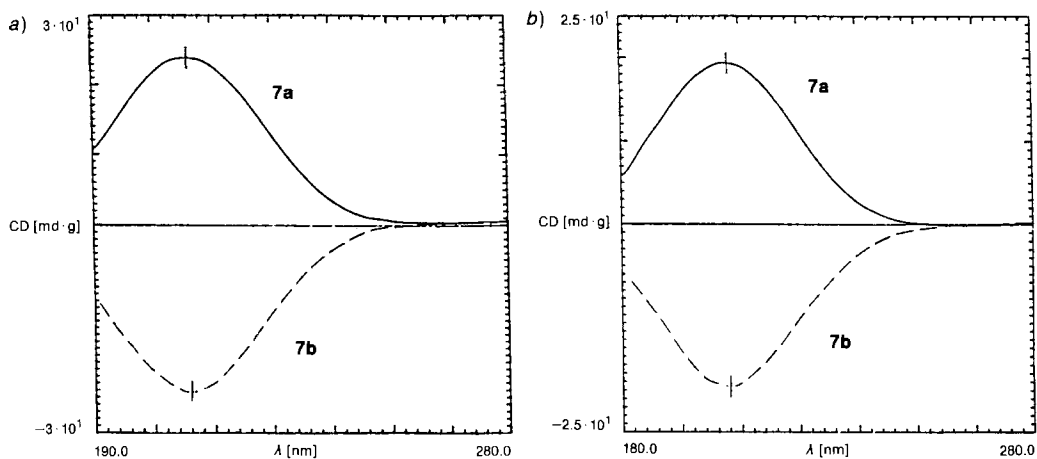 a)
3·10¹
7a
CD [md·g]
7b
−3·10¹
190.0 λ [nm] 280.0
b)
2.5·10¹
7a
CD [md·g]
7b
−2.5·10¹
180.0 λ [nm] 280.0